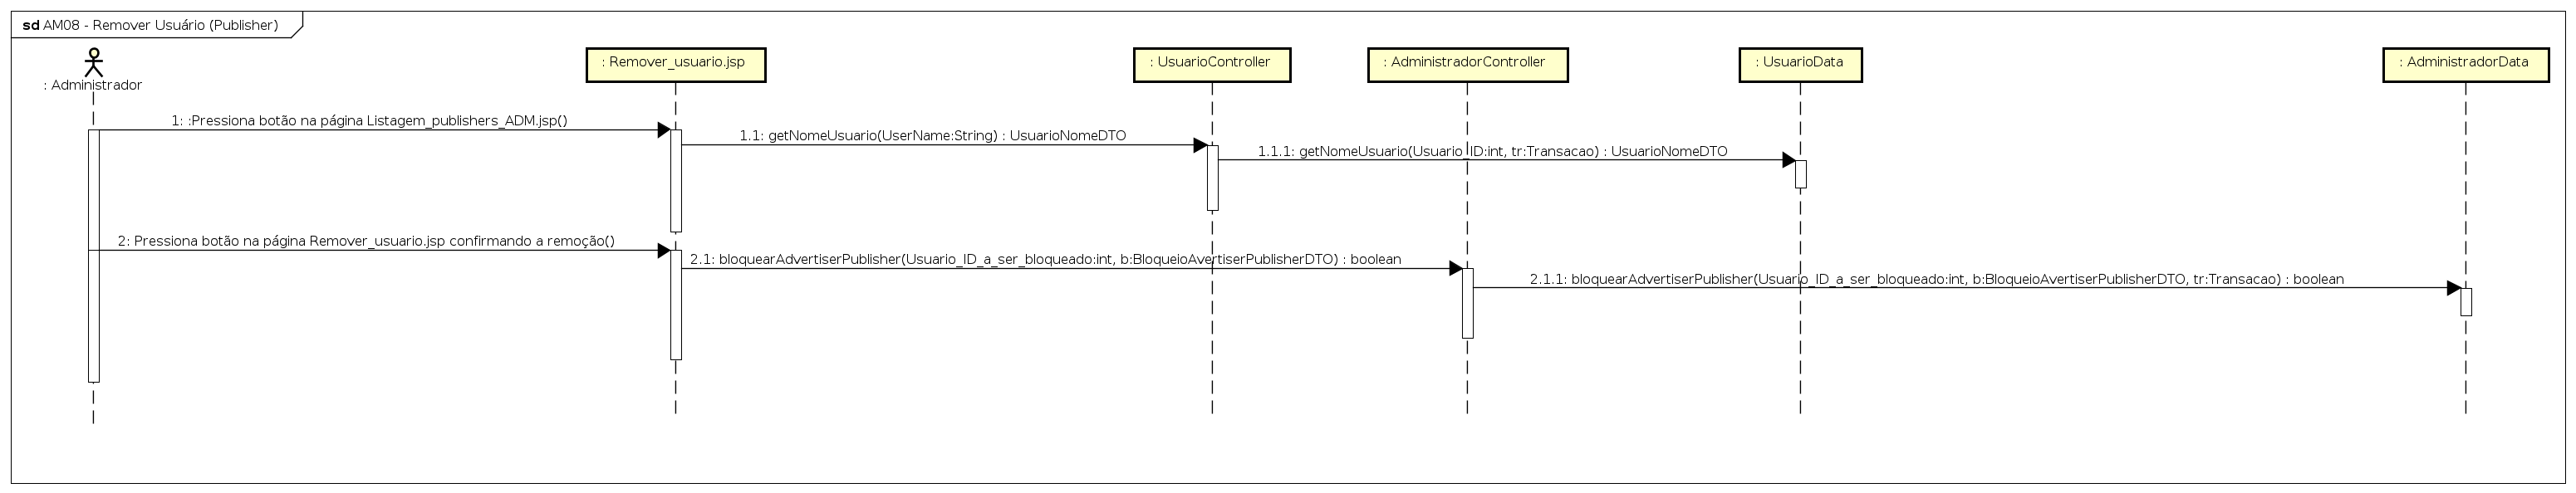 sd AM08 - Remover Usuário (Publisher)
: Administrador
: Remover_usuario.jsp
: UsuarioController
: AdministradorController
: UsuarioData
: AdministradorData
1: :Pressiona botão na página Listagem_publishers_ADM.jsp()
1.1: getNomeUsuario(UserName:String) : UsuarioNomeDTO
1.1.1: getNomeUsuario(Usuario_ID:int, tr:Transacao) : UsuarioNomeDTO
2: Pressiona botão na página Remover_usuario.jsp confirmando a remoção()
2.1: bloquearAdvertiserPublisher(Usuario_ID_a_ser_bloqueado:int, b:BloqueioAvertiserPublisherDTO) : boolean
2.1.1: bloquearAdvertiserPublisher(Usuario_ID_a_ser_bloqueado:int, b:BloqueioAvertiserPublisherDTO, tr:Transacao) : boolean